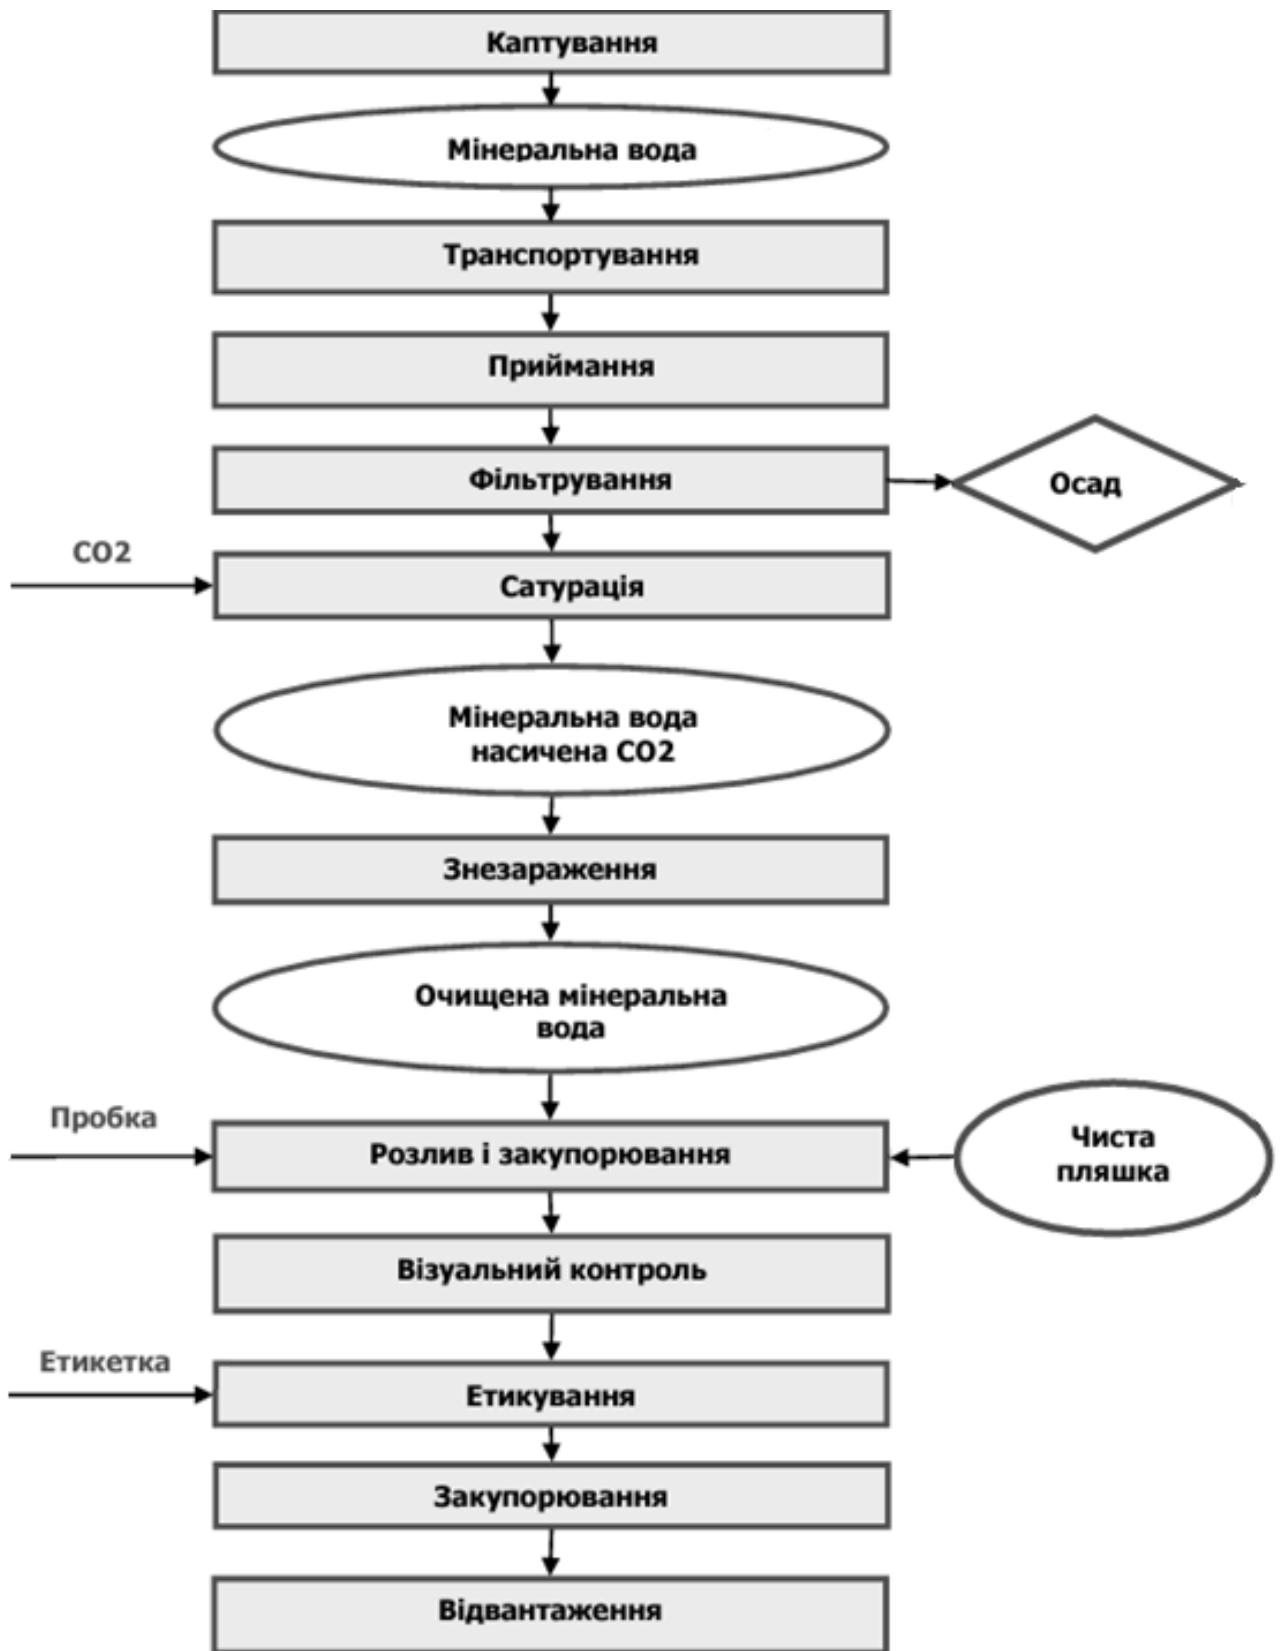 Каптування
Мінеральна вода
Транспортування
Приймання
Фільтрування
Осад
СО2
Сатурація
Мінеральна вода
насичена СО2
Знезараження
Очищена мінеральна
вода
Пробка
Розлив і закупорювання
Чиста
пляшка
Візуальний контроль
Етикетка
Етикування
Закупорювання
Відвантаження